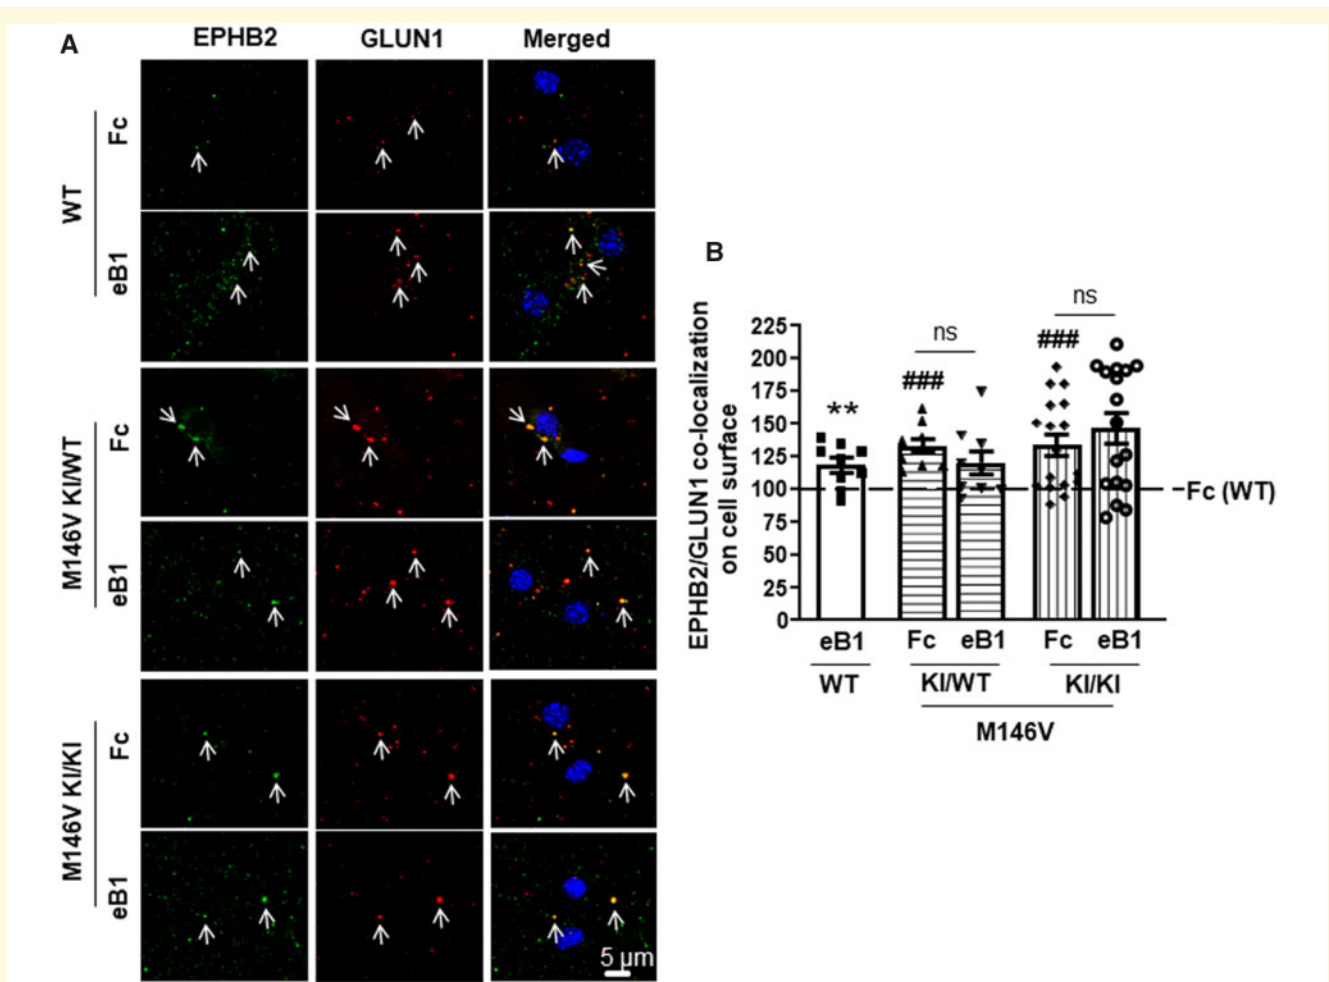 A
EPHB2 GLUN1 Merged
WT
Fc
eB1
M146V KI/WT
Fc
eB1
M146V KI/KI
Fc
eB1
5 µm
B
EPHB2/GLUN1 co-localization
on cell surface
225
200
175
150
125
100
75
50
25
0
**
###
ns
###
ns
Fc (WT)
eB1 Fc eB1 Fc eB1
WT KI/WT KI/KI
M146V